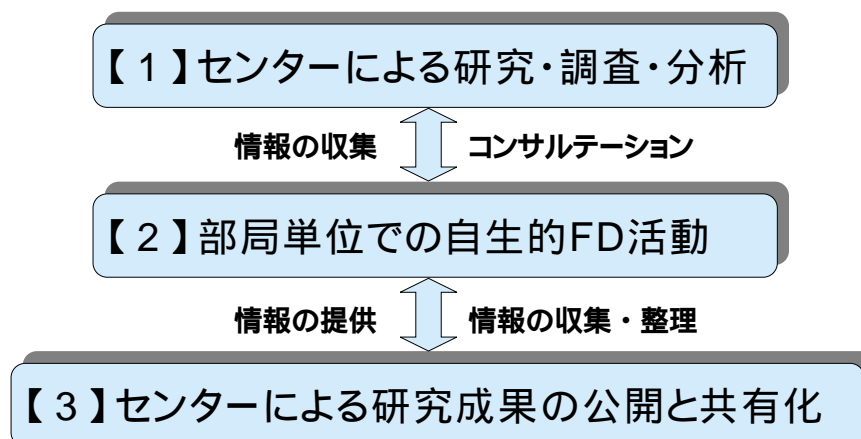 【1】センターによる研究・調査・分析
情報の収集 コンサルテーション
【2】部局単位での自生的FD活動
情報の提供 情報の収集・整理
【3】センターによる研究成果の公開と共有化